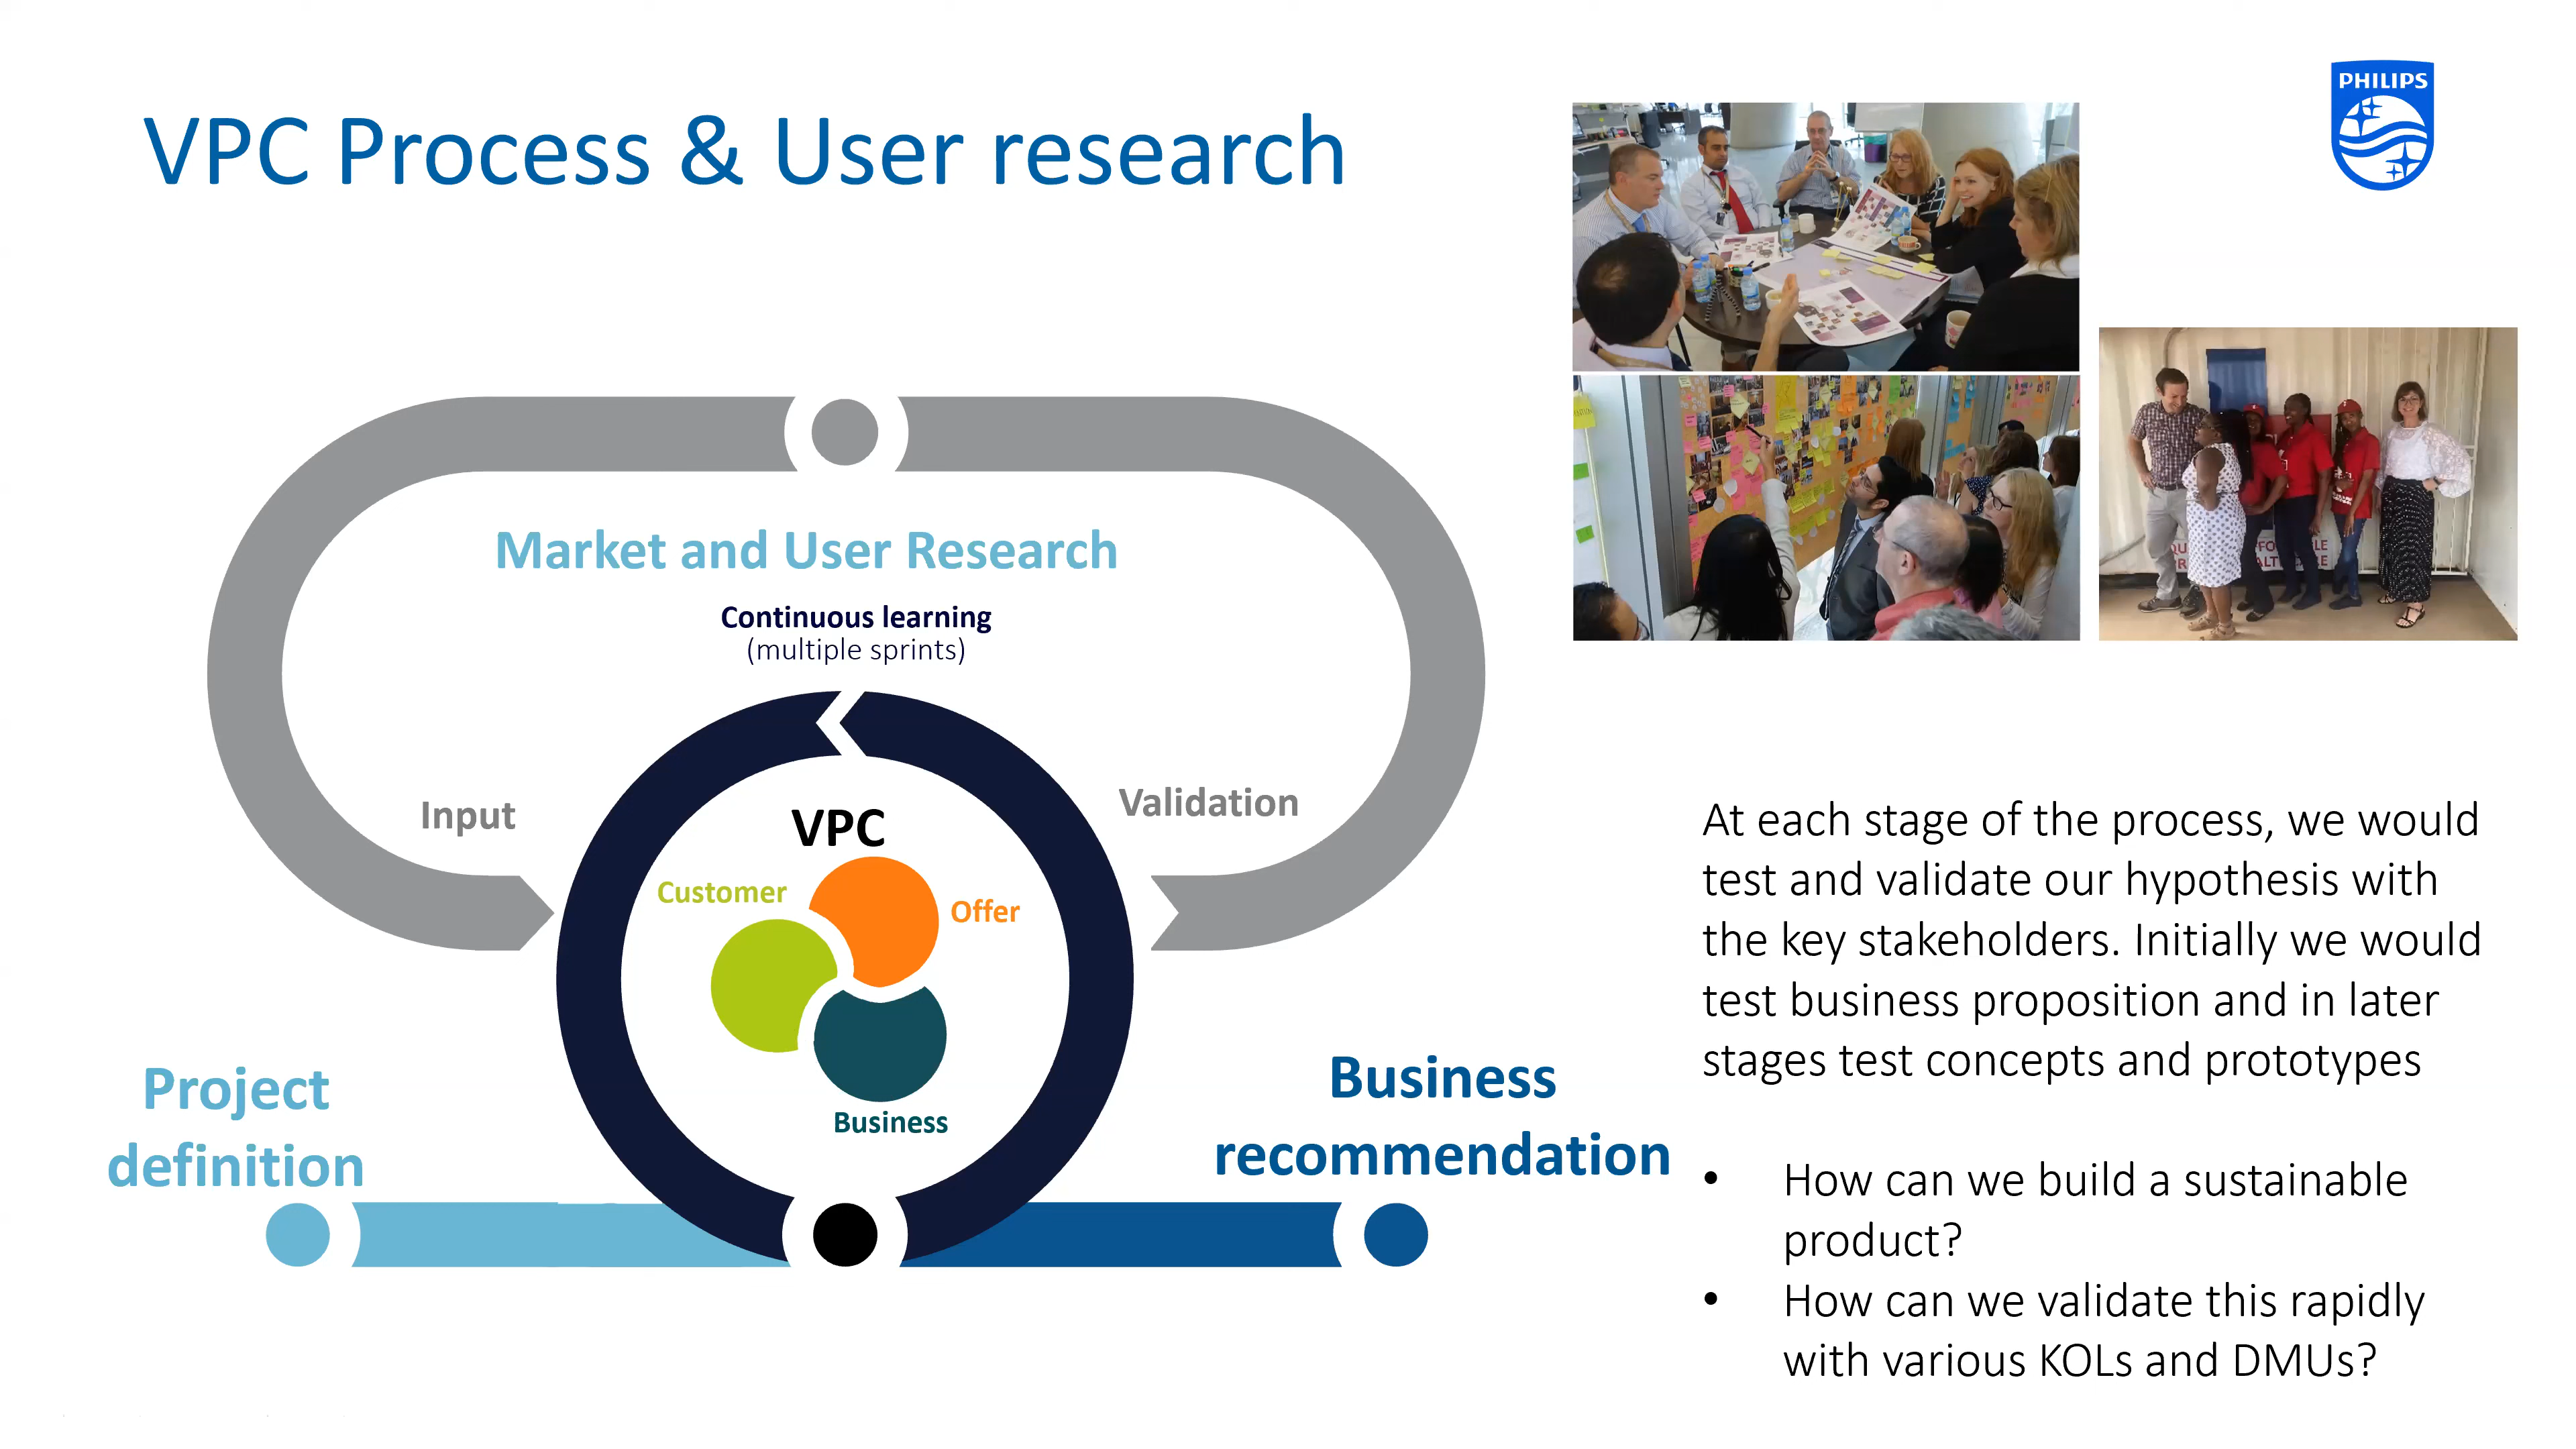 VPC Process & User research
PHILIPS
Market and User Research
Continuous learning
(multiple sprints)
Input
Validation
VPC
Customer
Offer
Business
Project
definition
Business
recommendation
At each stage of the process, we would
test and validate our hypothesis with
the key stakeholders. Initially we would
test business proposition and in later
stages test concepts and prototypes
• How can we build a sustainable
product?
• How can we validate this rapidly
with various KOLs and DMUs?